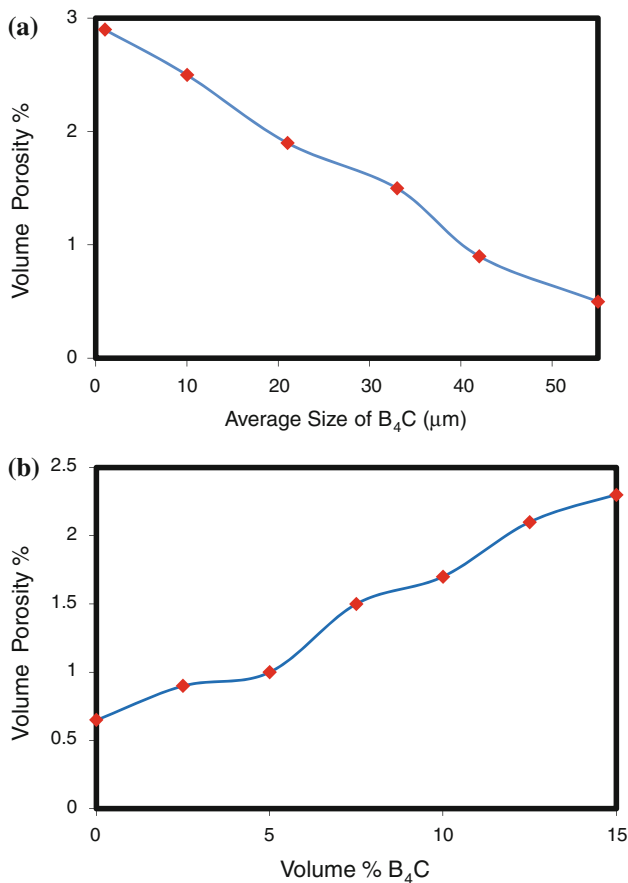 (a)
3
2
1
0
Volume Porosity %
0 10 20 30 40 50
Average Size of B₄C (μm)
(b)
2.5
2
1.5
1
0.5
0
Volume Porosity %
0 5 10 15
Volume % B₄C